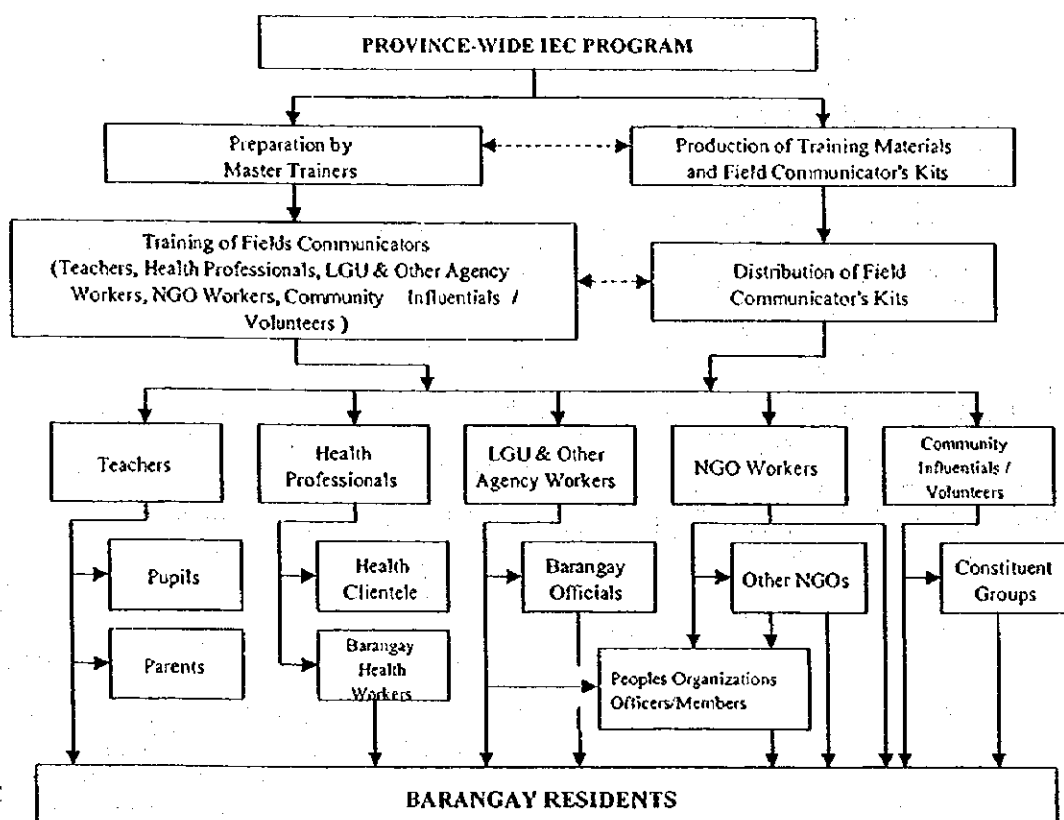 PROVINCE-WIDE IEC PROGRAM
Preparation by
Master Trainers
Production of Training Materials
and Field Communicator's Kits
Training of Fields Communicators
(Teachers, Health Professionals, LGU & Other Agency
Workers, NGO Workers, Community Influentials /
Volunteers )
Distribution of Field
Communicator's Kits
Teachers
Health
Professionals
LGU & Other
Agency Workers
NGO Workers
Community
Influentials /
Volunteers
Pupils
Health
Clientele
Barangay
Officials
Other NGOs
Constituent
Groups
Parents
Barangay
Health
Workers
Peoples Organizations
Officers/Members
BARANGAY RESIDENTS